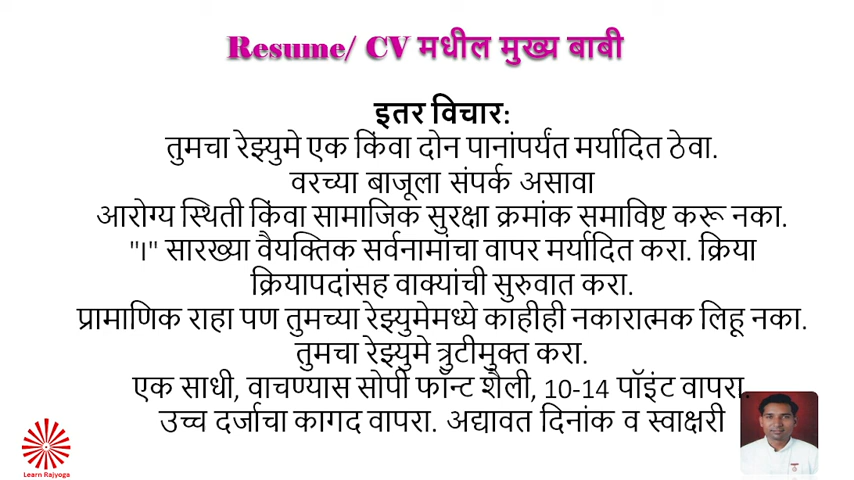 Resume/ CV मधील मुख्य बाबी
इतर विचार:
तुमचा रेझ्युमे एक किंवा दोन पानांपर्यंत मर्यादित ठेवा.
वरच्या बाजूला संपर्क असावा
आरोग्य स्थिती किंवा सामाजिक सुरक्षा क्रमांक समाविष्ट करू नका.
"I" सारख्या वैयक्तिक सर्वनामांचा वापर मर्यादित करा. क्रिया
क्रियापदांसह वाक्यांची सुरुवात करा.
प्रामाणिक राहा पण तुमच्या रेझ्युमेमध्ये काहीही नकारात्मक लिहू नका.
तुमचा रेझ्युमे त्रुटीमुक्त करा.
एक साधी, वाचण्यास सोपी फॉन्ट शैली, 10-14 पॉइंट वापरा.
उच्च दर्जाचा कागद वापरा. अद्यावत दिनांक व स्वाक्षरी
Learn Rajyoga